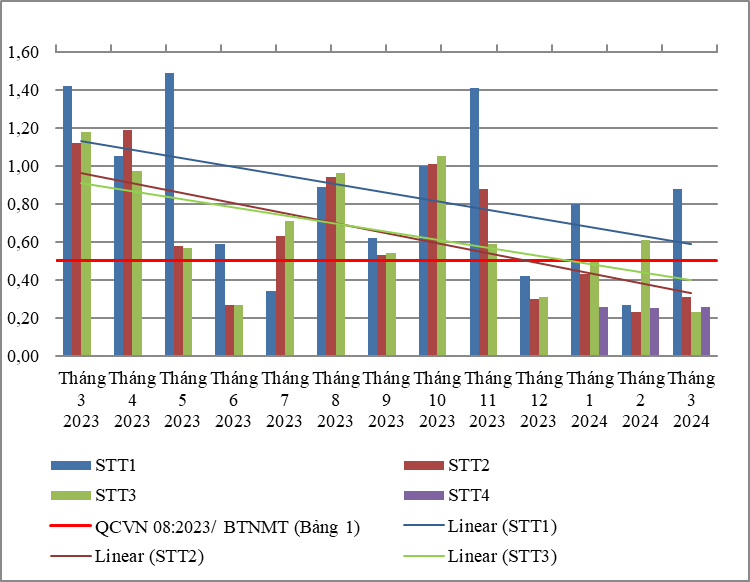 1,60
1,40
1,20
1,00
0,80
0,60
0,40
0,20
0,00
Tháng Tháng Tháng Tháng Tháng Tháng Tháng Tháng Tháng Tháng Tháng Tháng Tháng
3 4 5 6 7 8 9 10 11 12 1 2 3
2023 2023 2023 2023 2023 2023 2023 2023 2023 2023 2024 2024 2024
STT1 STT2
STT3 STT4
QCVN 08:2023/ BTNMT (Bảng 1) Linear (STT1)
Linear (STT2) Linear (STT3)